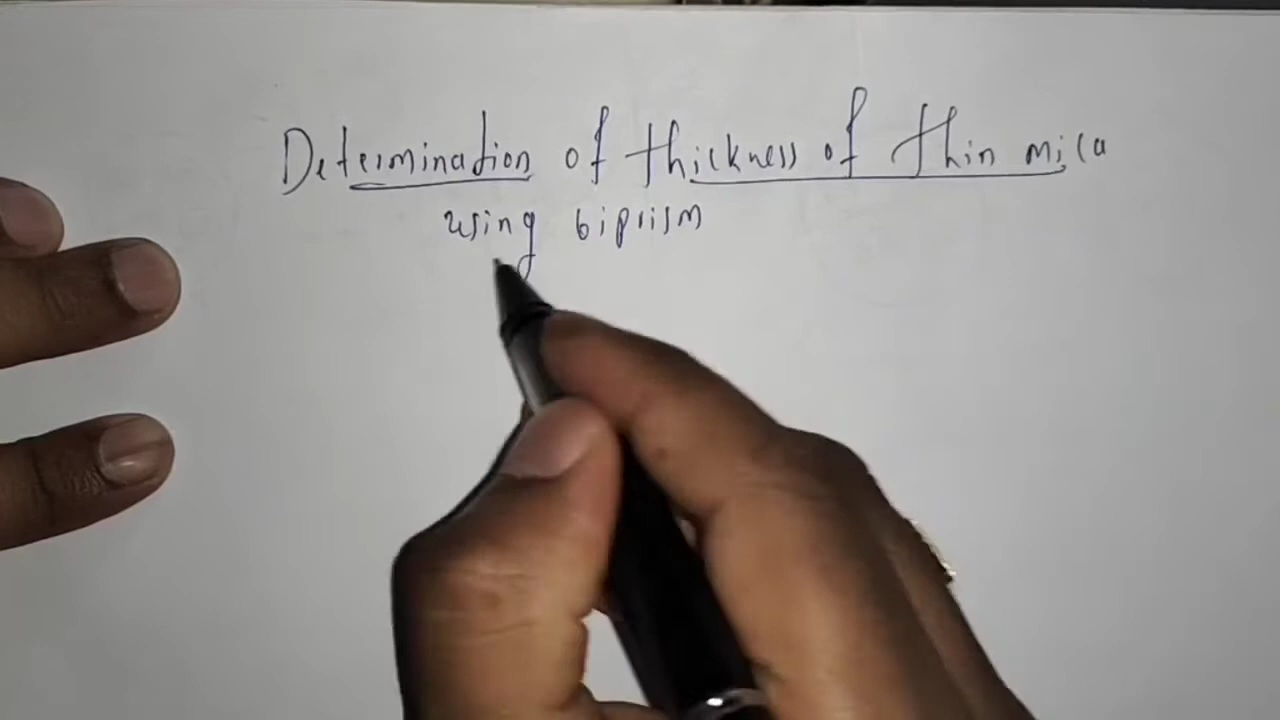 Determination of thickness of thin mica
using biprism